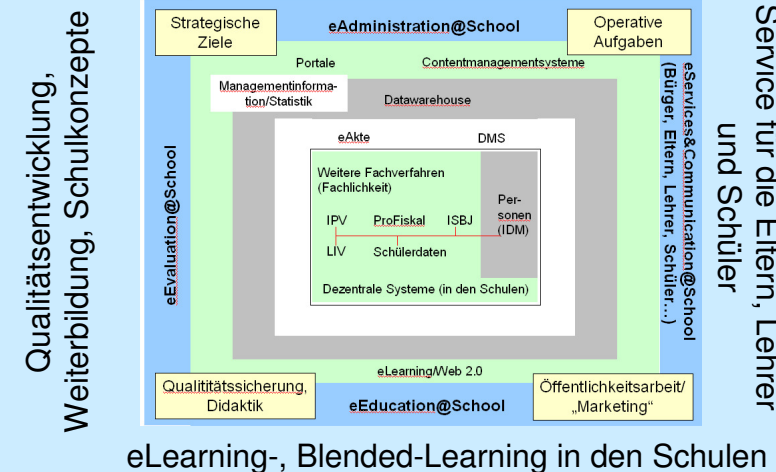 Strategische
Ziele
eAdministration@School
Operative
Aufgaben
Portale
Contentmanagementsysteme
Managementinforma-
tion/Statistik
Datawarehouse
eAkte
DMS
Weitere Fachverfahren
(Fachlichkeit)
Per-
sonen
(IDM)
IPV
ProFiskal
ISBJ
LIV
Schülerdaten
Dezentrale Systeme (in den Schulen)
eLearning/Web 2.0
Qualititätssicherung,
Didaktik
eEducation@School
Öffentlichkeitsarbeit/
„Marketing“
Qualitätsentwicklung,
Weiterbildung, Schulkonzepte
eEvaluation@School
eServices&Communication@School
(Bürger, Eltern, Lehrer, Schüler...)
Service für die Eltern, Lehrer
und Schüler
eLearning-, Blended-Learning in den Schulen